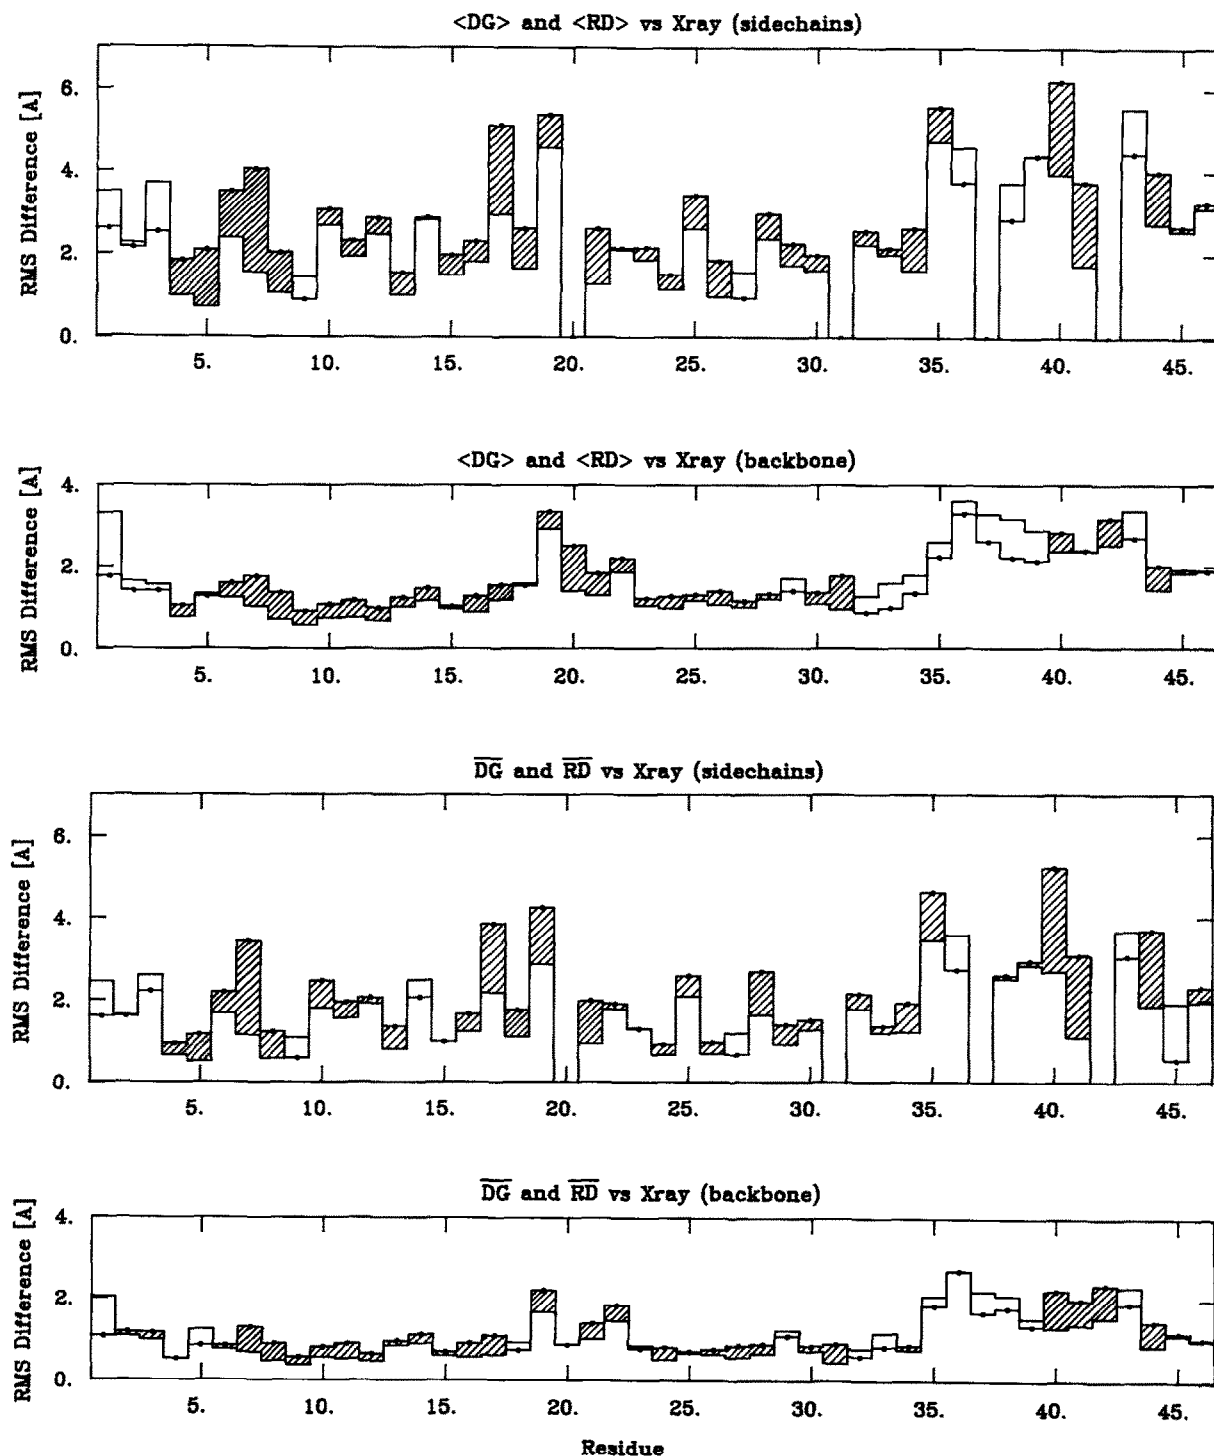 <DG> and <RD> vs Xray (sidechains)
RMS Difference [A]
6.
4.
2.
0.
5. 10. 15. 20. 25. 30. 35. 40. 45.
<DG> and <RD> vs Xray (backbone)
RMS Difference [A]
4.
2.
0.
5. 10. 15. 20. 25. 30. 35. 40. 45.
D̅G̅ and R̅D̅ vs Xray (sidechains)
RMS Difference [A]
6.
4.
2.
0.
5. 10. 15. 20. 25. 30. 35. 40. 45.
D̅G̅ and R̅D̅ vs Xray (backbone)
RMS Difference [A]
4.
2.
0.
5. 10. 15. 20. 25. 30. 35. 40. 45.
Residue